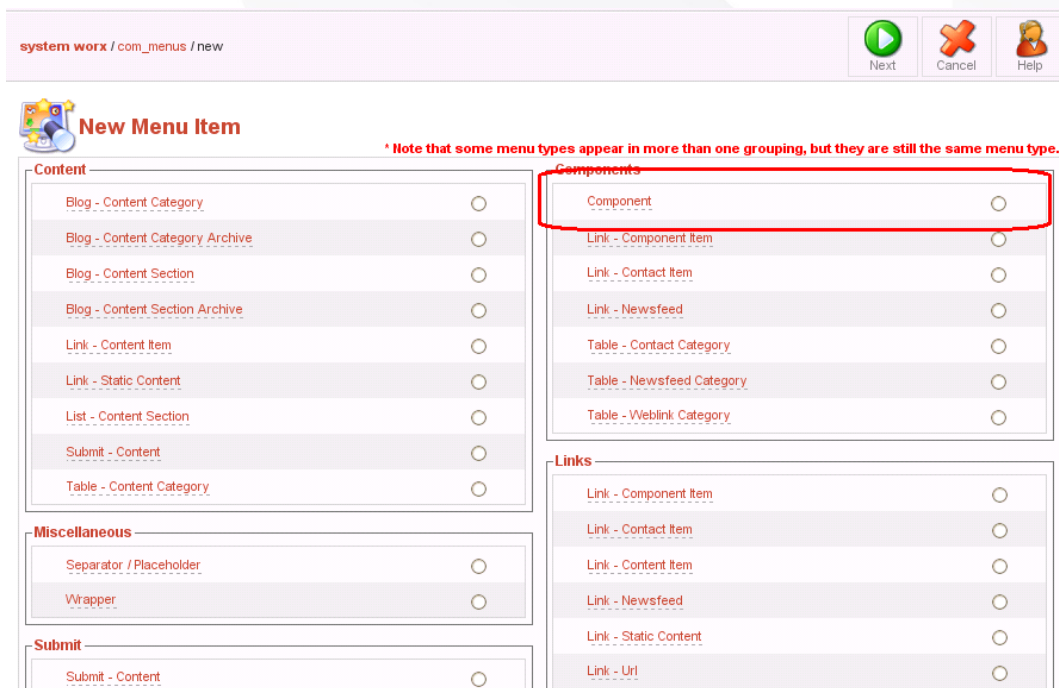 system worx / com_menus / new
Next
Cancel
Help
New Menu Item
* Note that some menu types appear in more than one grouping, but they are still the same menu type.
Content
Blog - Content Category
Blog - Content Category Archive
Blog - Content Section
Blog - Content Section Archive
Link - Content Item
Link - Static Content
List - Content Section
Submit - Content
Table - Content Category
Miscellaneous
Separator / Placeholder
Wrapper
Submit
Submit - Content
Components
Component
Link - Component Item
Link - Contact Item
Link - Newsfeed
Table - Contact Category
Table - Newsfeed Category
Table - Weblink Category
Links
Link - Component Item
Link - Contact Item
Link - Content Item
Link - Newsfeed
Link - Static Content
Link - Url